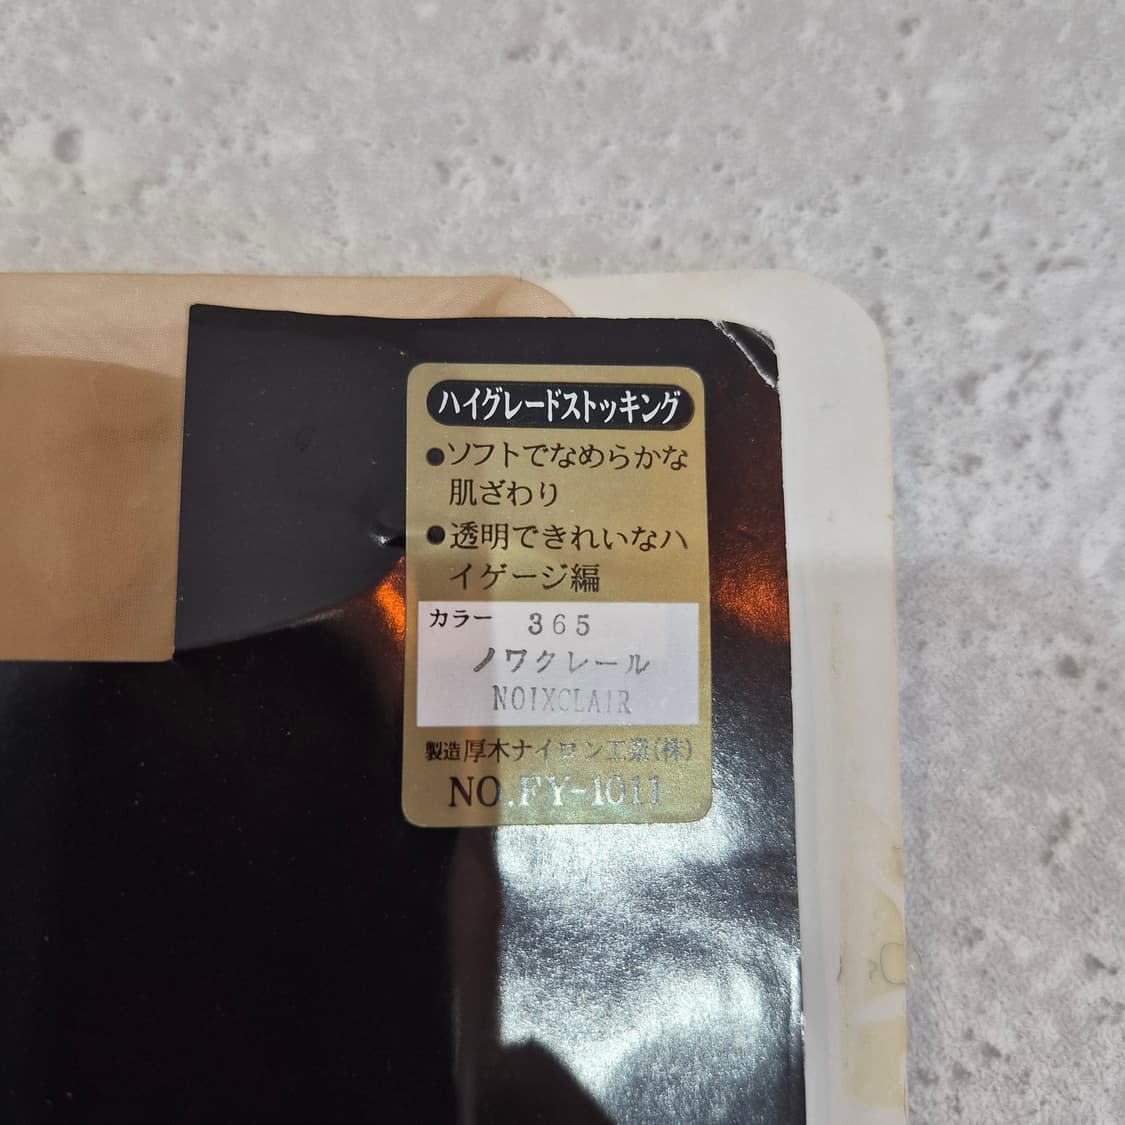 ハイグレードストッキング
●ソフトでなめらかな
肌ざわり
●透明できれいなハ
イゲージ編
カラー 365
ノワクレール
NOIXCLAIR
製造 厚木ナイロン工業(株)
NO.FY-1011